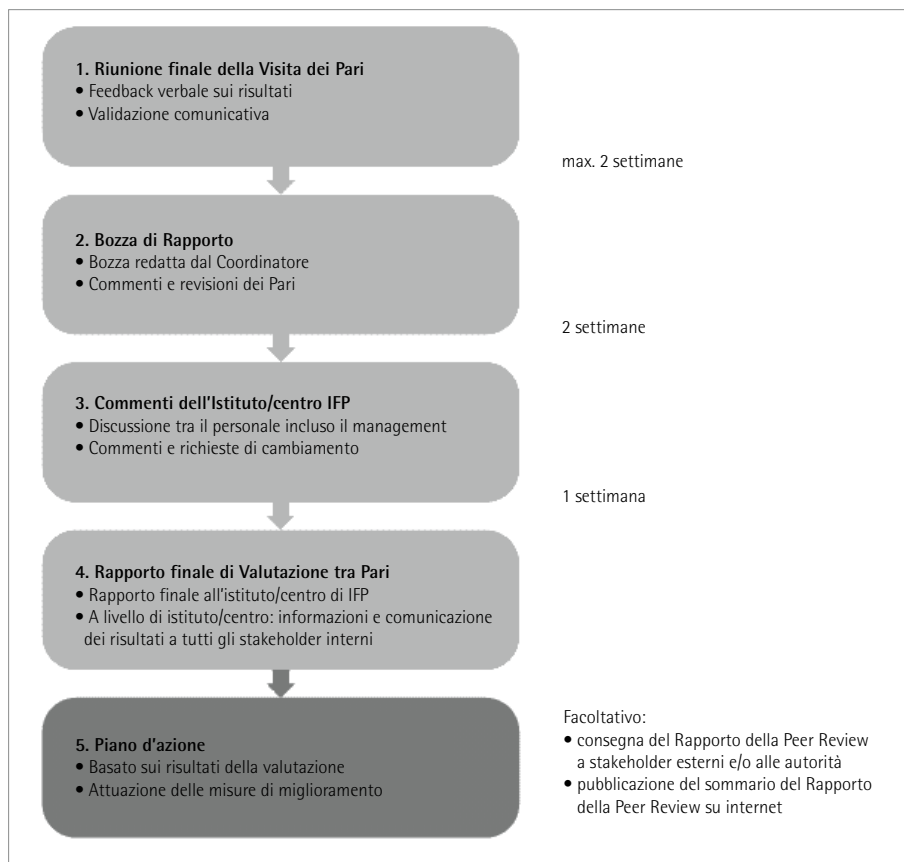 1. Riunione finale della Visita dei Pari
• Feedback verbale sui risultati
• Validazione comunicativa
max. 2 settimane
2. Bozza di Rapporto
• Bozza redatta dal Coordinatore
• Commenti e revisioni dei Pari
2 settimane
3. Commenti dell'Istituto/centro IFP
• Discussione tra il personale incluso il management
• Commenti e richieste di cambiamento
1 settimana
4. Rapporto finale di Valutazione tra Pari
• Rapporto finale all'istituto/centro di IFP
• A livello di istituto/centro: informazioni e comunicazione
dei risultati a tutti gli stakeholder interni
5. Piano d'azione
• Basato sui risultati della valutazione
• Attuazione delle misure di miglioramento
Facoltativo:
• consegna del Rapporto della Peer Review
a stakeholder esterni e/o alle autorità
• pubblicazione del sommario del Rapporto
della Peer Review su internet